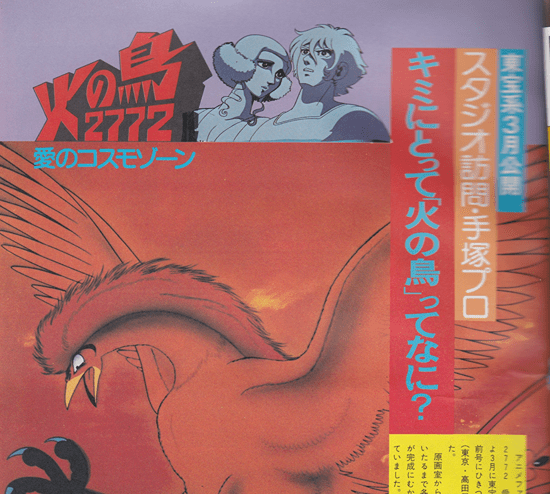 火の鳥
2772
愛のコスモゾーン
東宝系3月公開
スタジオ訪問・手塚プロ
キミにとって「火の鳥」ってなに?
アニメファ
2772
よ3月に東宝
前号にひき
(東京・高田
た。
原画室から
いたるまで各
が完成にむか
ていました。